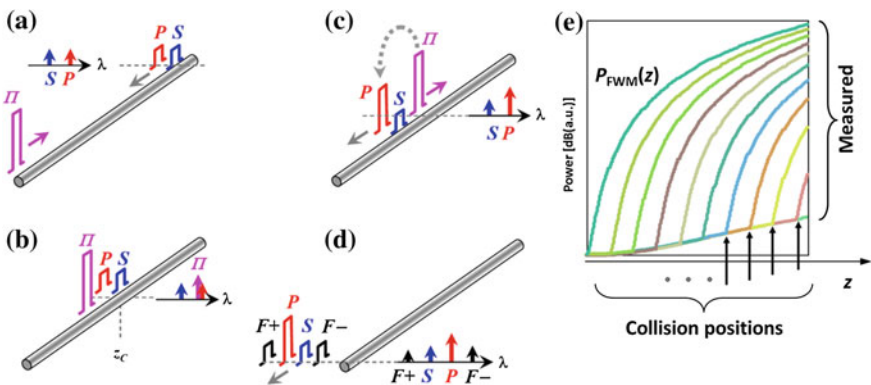 (a)
P S
S P λ
Π
(b)
Π
P
S
Π
λ
z_C
(c)
Π
P
S
λ
S P
(d)
P
F+ S F−
λ
F+ S P F−
(e)
P_FWM(z)
Power [dB(a.u.)]
Measured
z
Collision positions